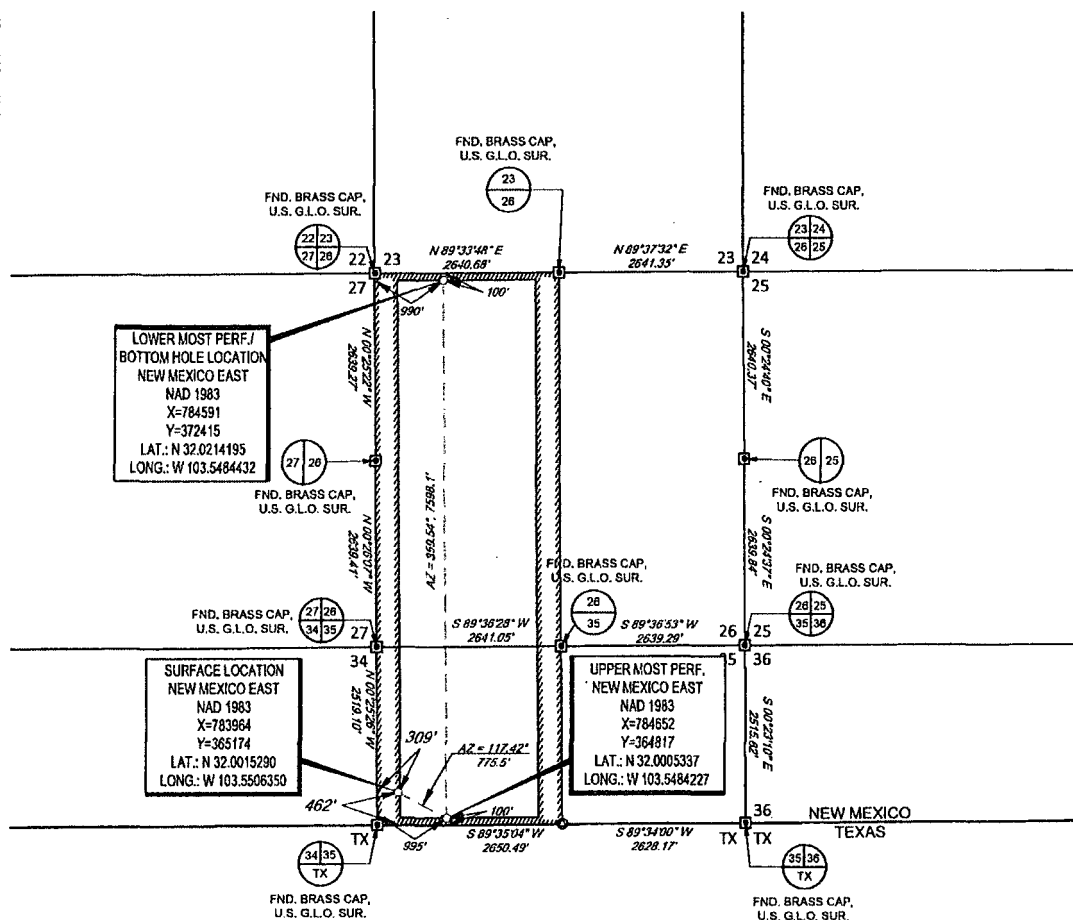 FND. BRASS CAP,
U.S. G.L.O. SUR.
23
26
FND. BRASS CAP,
U.S. G.L.O. SUR.
22 23
27 26
FND. BRASS CAP,
U.S. G.L.O. SUR.
23 24
26 25
N 89°33'48" E
2640.68'
N 89°37'32" E
2641.35'
22 23
27
23 24
25
990'
100'
LOWER MOST PERF./
BOTTOM HOLE LOCATION
NEW MEXICO EAST
NAD 1983
X=784591
Y=372415
LAT.: N 32.0214195
LONG.: W 103.5484432
N 00°25'22" W
2639.27'
S 00°24'40" E
2640.37'
27 26
FND. BRASS CAP,
U.S. G.L.O. SUR.
26 25
FND. BRASS CAP,
U.S. G.L.O. SUR.
AZ = 359.54°, 7598.1'
N 00°26'07" W
2639.41'
S 00°24'37" E
2639.84'
FND. BRASS CAP,
U.S. G.L.O. SUR.
26
35
FND. BRASS CAP,
U.S. G.L.O. SUR.
27 26
34 35
FND. BRASS CAP,
U.S. G.L.O. SUR.
26 25
35 36
S 89°36'28" W
2641.05'
S 89°36'53" W
2639.29'
27
34
26 25
35 36
SURFACE LOCATION
NEW MEXICO EAST
NAD 1983
X=783964
Y=365174
LAT.: N 32.0015290
LONG.: W 103.5506350
N 00°25'26" W
2519.10'
UPPER MOST PERF.
NEW MEXICO EAST
NAD 1983
X=784652
Y=364817
LAT.: N 32.0005337
LONG.: W 103.5484227
S 00°23'10" E
2515.62'
309'
AZ = 117.42°
775.5'
462'
100'
995'
S 89°35'04" W
2650.49'
S 89°34'00" W
2628.17'
36
TX TX
NEW MEXICO
TEXAS
TX
34 35
TX
FND. BRASS CAP,
U.S. G.L.O. SUR.
35 36
TX
FND. BRASS CAP,
U.S. G.L.O. SUR.